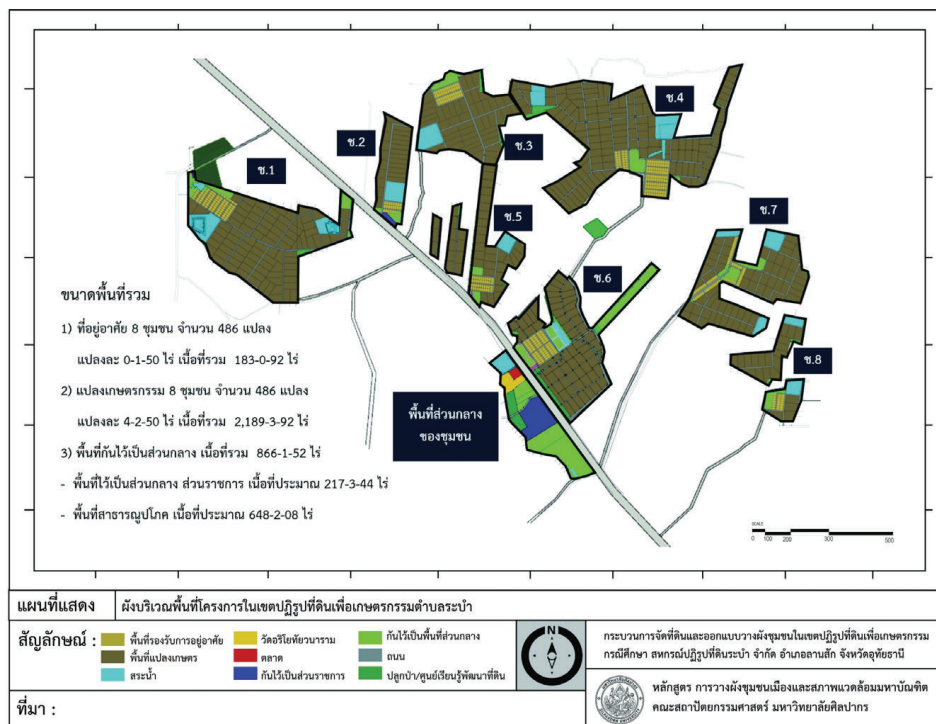 ช.1
ช.2
ช.3
ช.4
ช.5
ช.6
ช.7
ช.8
พื้นที่ส่วนกลาง
ของชุมชน
ขนาดพื้นที่รวม
1) ที่อยู่อาศัย 8 ชุมชน จำนวน 486 แปลง
แปลงละ 0-1-50 ไร่ เนื้อที่รวม 183-0-92 ไร่
2) แปลงเกษตรกรรม 8 ชุมชน จำนวน 486 แปลง
แปลงละ 4-2-50 ไร่ เนื้อที่รวม 2,189-3-92 ไร่
3) พื้นที่กันไว้เป็นส่วนกลาง เนื้อที่รวม 866-1-52 ไร่
- พื้นที่ไว้เป็นส่วนกลาง ส่วนราชการ เนื้อที่ประมาณ 217-3-44 ไร่
- พื้นที่สาธารณูปโภค เนื้อที่ประมาณ 648-2-08 ไร่
SCALE
0 100 200 300 500
แผนที่แสดง ผังบริเวณพื้นที่โครงการในเขตปฏิรูปที่ดินเพื่อเกษตรกรรมตำบลระบำ
สัญลักษณ์ :
พื้นที่รองรับการอยู่อาศัย
พื้นที่แปลงเกษตร
สระน้ำ
วัดอริโยทัยวนาราม
ตลาด
กันไว้เป็นส่วนราชการ
กันไว้เป็นพื้นที่ส่วนกลาง
ถนน
ปลูกป่า/ศูนย์เรียนรู้พัฒนาที่ดิน
N
กระบวนการจัดที่ดินและออกแบบวางผังชุมชนในเขตปฏิรูปที่ดินเพื่อเกษตรกรรม
กรณีศึกษา สหกรณ์ปฏิรูปที่ดินระบำ จำกัด อำเภอลานสัก จังหวัดอุทัยธานี
หลักสูตร การวางผังชุมชนเมืองและสภาพแวดล้อมมหาบัณฑิต
คณะสถาปัตยกรรมศาสตร์ มหาวิทยาลัยศิลปากร
ที่มา :